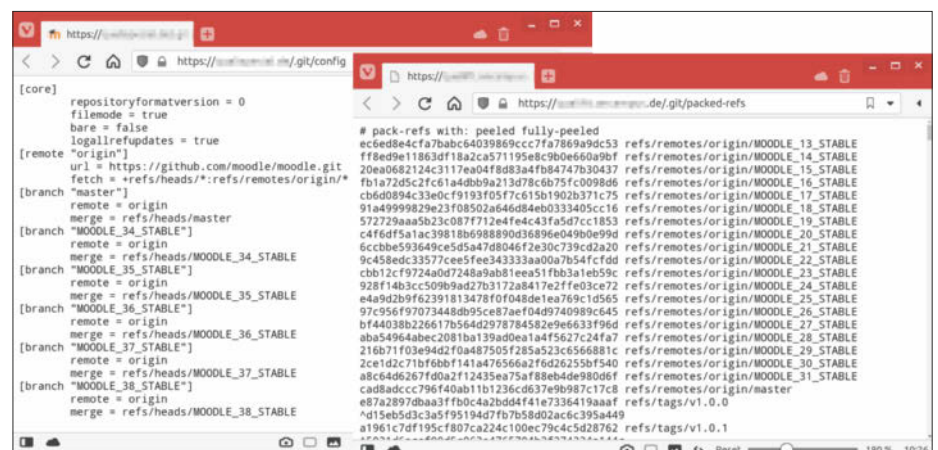 https://
https:// /.git/config
[core]
repositoryformatversion = 0
filemode = true
bare = false
logallrefupdates = true
[remote "origin"]
url = https://github.com/moodle/moodle.git
fetch = +refs/heads/*:refs/remotes/origin/*
[branch "master"]
remote = origin
merge = refs/heads/master
[branch "MOODLE_34_STABLE"]
remote = origin
merge = refs/heads/MOODLE_34_STABLE
[branch "MOODLE_35_STABLE"]
remote = origin
merge = refs/heads/MOODLE_35_STABLE
[branch "MOODLE_36_STABLE"]
remote = origin
merge = refs/heads/MOODLE_36_STABLE
[branch "MOODLE_37_STABLE"]
remote = origin
merge = refs/heads/MOODLE_37_STABLE
[branch "MOODLE_38_STABLE"]
remote = origin
merge = refs/heads/MOODLE_38_STABLE
https://
https:// .de/.git/packed-refs
# pack-refs with: peeled fully-peeled
ec6ed8e4cfa7babc64039869ccc7fa7869a9dc53 refs/remotes/origin/MOODLE_13_STABLE
ff8ed9e11863df18a2ca571195e8c9b0e660a9bf refs/remotes/origin/MOODLE_14_STABLE
20ea0682124c3117ea04f8d83a4fb84747b30437 refs/remotes/origin/MOODLE_15_STABLE
fb1a72d5c2fc61a4dbb9a213d78c6b75fc0098d6 refs/remotes/origin/MOODLE_16_STABLE
cb6d0894c33e0cf9193f05f7c615b1902b371c75 refs/remotes/origin/MOODLE_17_STABLE
91a49999829e23f08502a646d84eb0333405cc16 refs/remotes/origin/MOODLE_18_STABLE
572729aaa5b23c087f712e4fe4c43fa5d7cc1853 refs/remotes/origin/MOODLE_19_STABLE
c4f6df5a1ac39818b6988890d36896e049b0e99d refs/remotes/origin/MOODLE_20_STABLE
6ccbbe593649ce5d5a47d8046f2e30c739cd2a20 refs/remotes/origin/MOODLE_21_STABLE
9c458edc33577cee5fee343333aa00a7b54fcfdd refs/remotes/origin/MOODLE_22_STABLE
cbb12cf9724a0d7248a9ab81eea51fbb3a1eb59c refs/remotes/origin/MOODLE_23_STABLE
928f14b3cc509b9ad27b3172a8417e2ffe03ce72 refs/remotes/origin/MOODLE_24_STABLE
e4a9d2b9f62391813478f0f048de1ea769c1d565 refs/remotes/origin/MOODLE_25_STABLE
97c956f97073448db95ce87aef04d9740989c645 refs/remotes/origin/MOODLE_26_STABLE
bf44038b226617b564d2978784582e9e6633f96d refs/remotes/origin/MOODLE_27_STABLE
aba54964abec2081ba139ad0ea1a4f5627c24fa7 refs/remotes/origin/MOODLE_28_STABLE
216b71f03e94d2f0a487505f285a523c6566881c refs/remotes/origin/MOODLE_29_STABLE
2ce1d2c71bf6bbf141a476566a2f6d26255bf540 refs/remotes/origin/MOODLE_30_STABLE
a8c64d6267fd0a2f12435ea75af88eb4de980d6f refs/remotes/origin/MOODLE_31_STABLE
cad8adccc796f40ab11b1236cd637e9b987c17c8 refs/remotes/origin/master
e87a2897dbaa3ffb0c4a2bdd4f41e7336419aaaf refs/tags/v1.0.0
^d15eb5d3c3a5f95194d7fb7b58d02ac6c395a449
a1961c7df195cf807ca224c100ec79c4c5d28762 refs/tags/v1.0.1
Reset 180 % 10:26